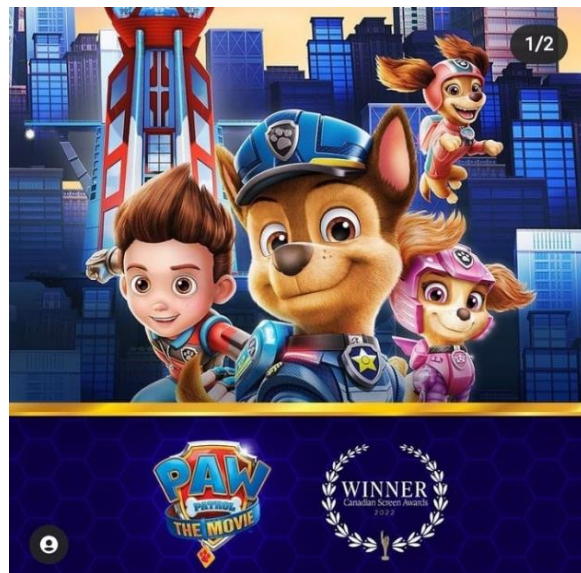 1/2
PAW
PATROL
THE MOVIE
WINNER
Canadian Screen Awards
2022